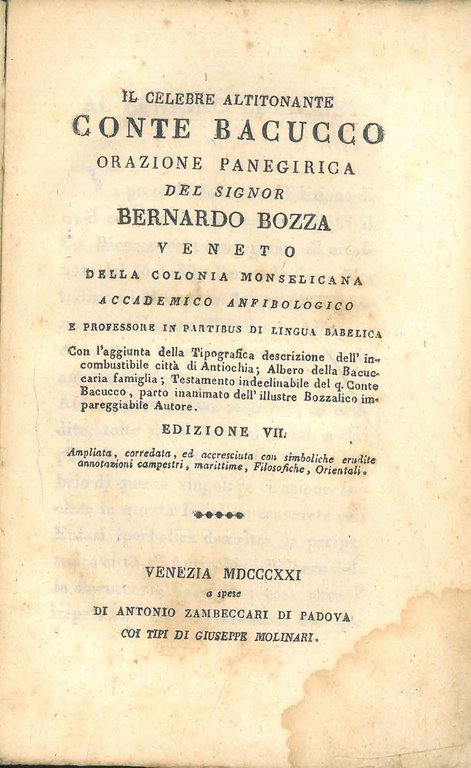 IL CELEBRE ALTITONANTE
CONTE BACUCCO
ORAZIONE PANEGIRICA
DEL SIGNOR
BERNARDO BOZZA
VENETO
DELLA COLONIA MONSELICANA
ACCADEMICO ANFIBOLOGICO
E PROFESSORE IN PARTIBUS DI LINGUA BABELICA
Con l'aggiunta della Tipografica descrizione dell' in-
combustibile città di Antiochia; Albero della Bacuc-
caria famiglia; Testamento indeclinabile del q. Conte
Bacucco, parto inanimato dell'illustre Bozzalico im-
pareggiabile Autore.
EDIZIONE VII.
Ampliata, corredata, ed accresciuta con simboliche erudite
annotazioni campestri, marittime, Filosofiche, Orientali.
VENEZIA MDCCCXXI
a spese
DI ANTONIO ZAMBECCARI DI PADOVA
COI TIPI DI GIUSEPPE MOLINARI.